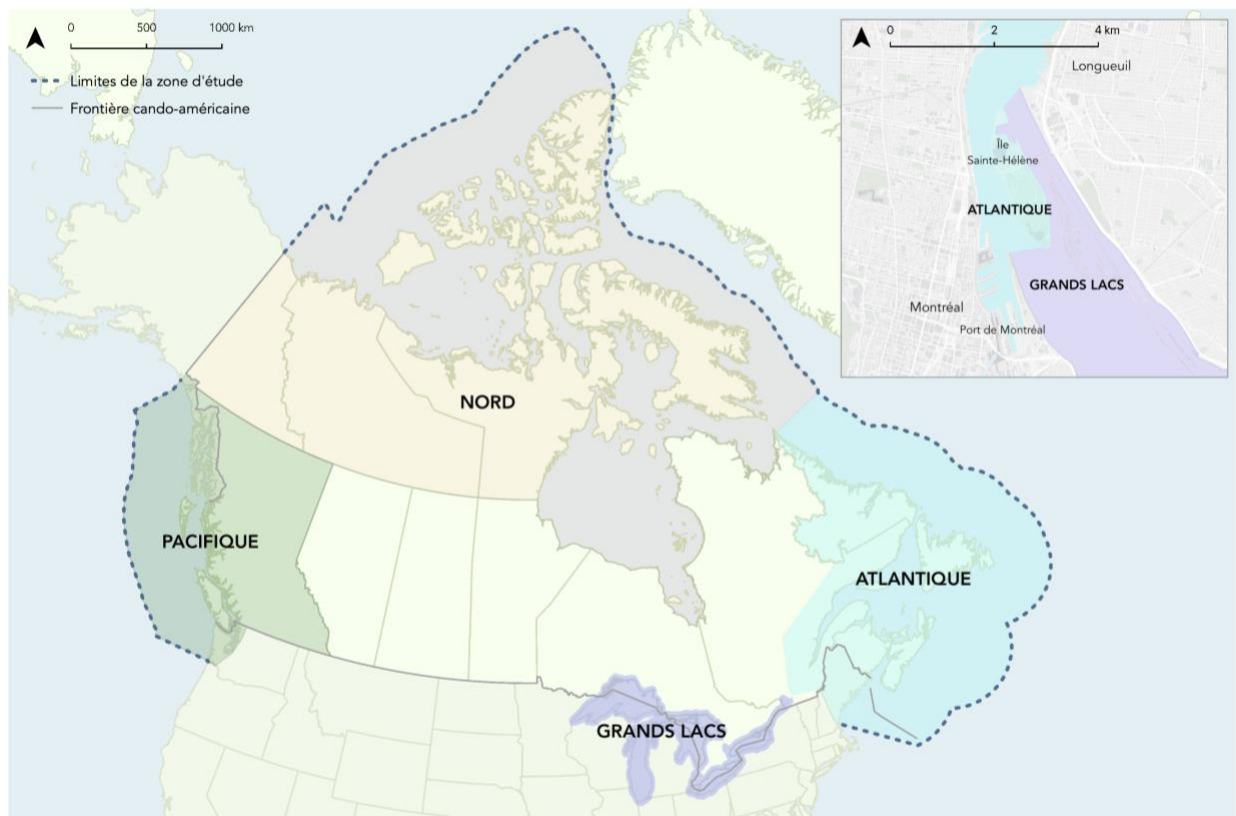 0 500 1000 km
Limites de la zone d'étude
Frontière cando-américaine
NORD
PACIFIQUE
ATLANTIQUE
GRANDS LACS
0 2 4 km
Longueuil
Île
Sainte-Hélène
ATLANTIQUE
GRANDS LACS
Montréal
Port de Montréal